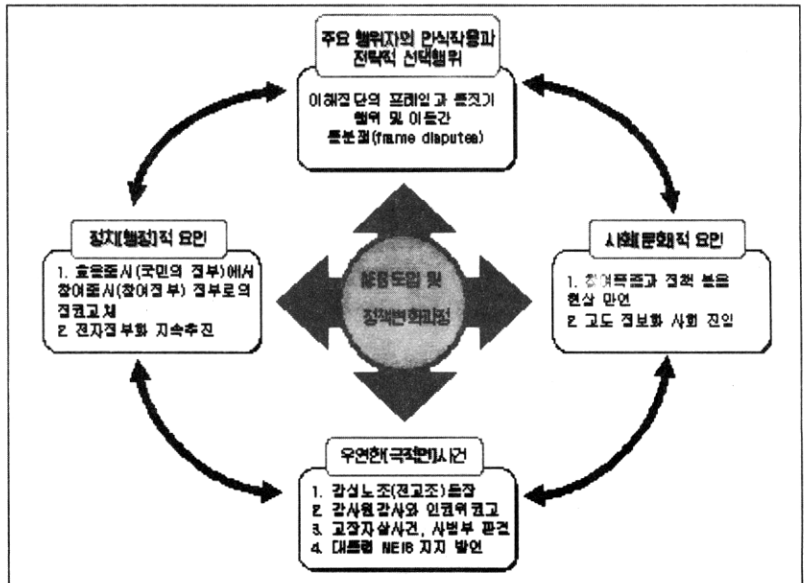 주요 행위자의 인식작용과
전략적 선택행위
이해집단의 프레임과 틀짓기
행위 및 이들간
틀분쟁(frame disputes)
정치[행정]적 요인
1. 효율중시(국민의 정부)에서
참여중시(참여정부) 정부로의
정권교체
2. 전자정부화 지속추진
NEIS 도입 및
정책변화과정
사회[문화]적 요인
1. 참여폭증과 정책 불응
현상 만연
2. 고도 정보화 사회 진입
우연한[극적인]사건
1. 강성노조(전교조)등장
2. 감사원감사와 인권위권고
3. 교장자살사건, 사법부 판결
4. 대통령 NEIS 지지 발언